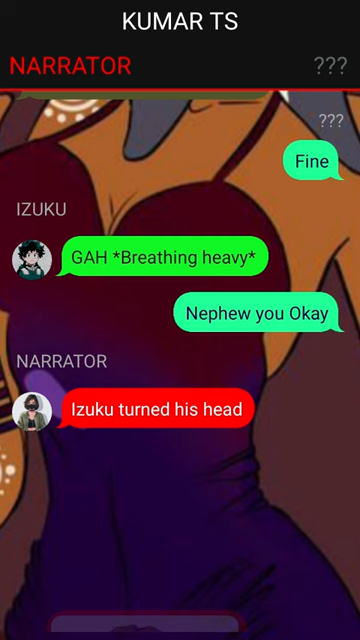 KUMAR TS
NARRATOR
???
???
Fine
IZUKU
GAH *Breathing heavy*
Nephew you Okay
NARRATOR
Izuku turned his head